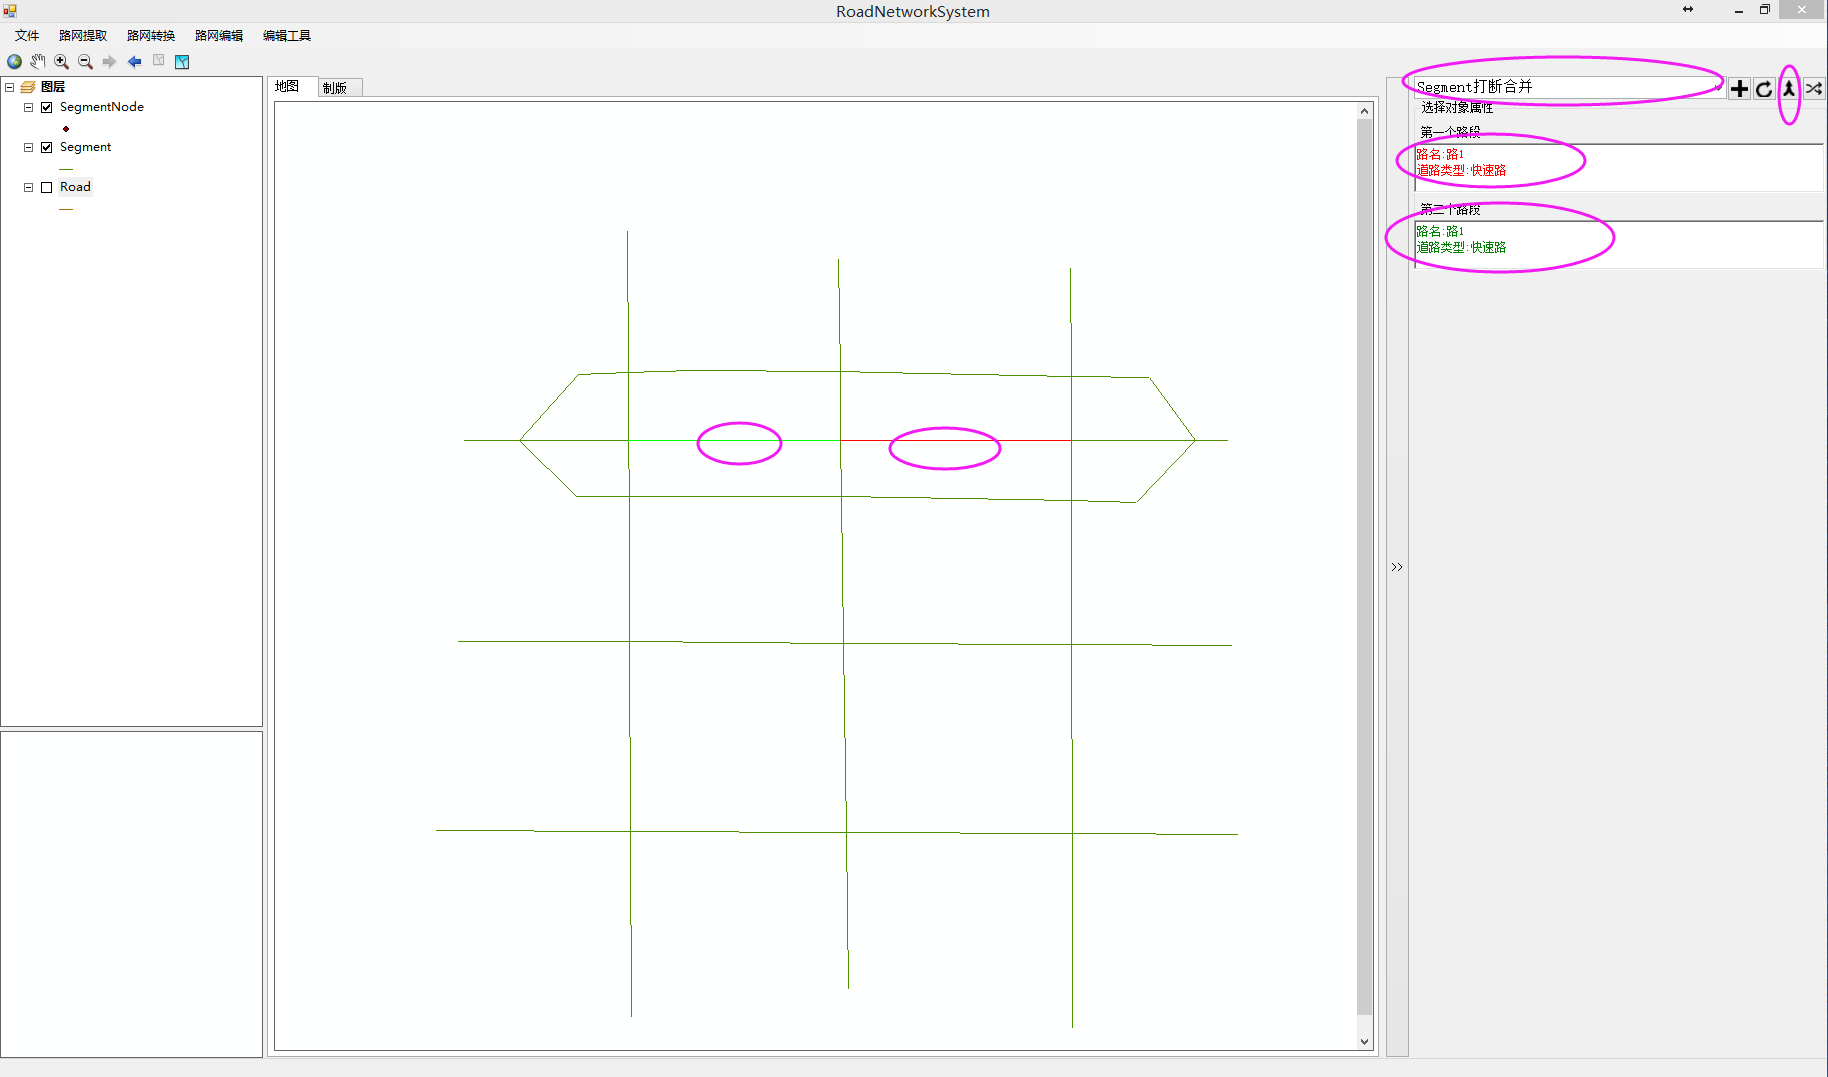 RoadNetworkSystem
文件 路网提取 路网转换 路网编辑 编辑工具
图层
SegmentNode
Segment
Road
地图 制版
>>
Segment打断合并
选择对象属性
第一个路段
路名:路1
道路类型:快速路
第二个路段
路名:路1
道路类型:快速路